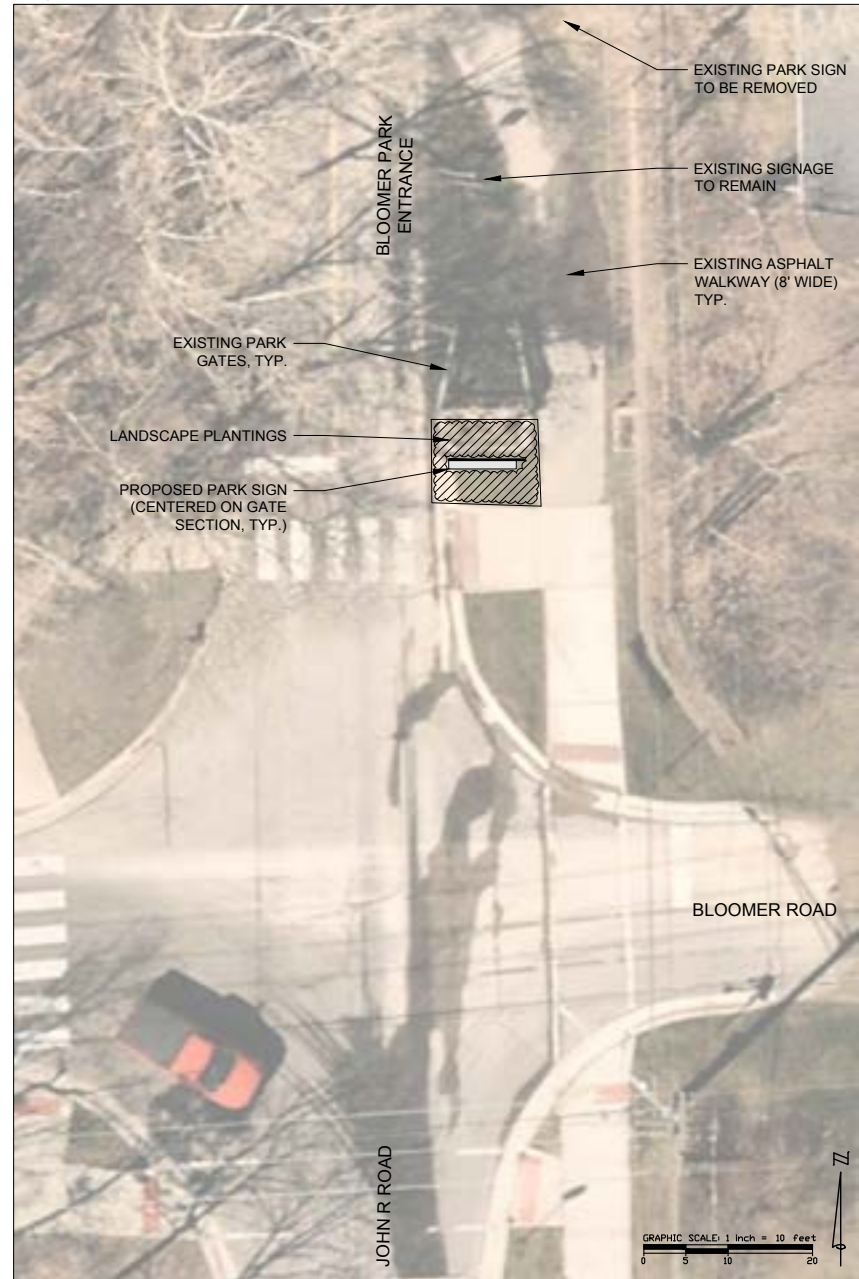 EXISTING PARK SIGN
TO BE REMOVED
BLOOMER PARK
ENTRANCE
EXISTING SIGNAGE
TO REMAIN
EXISTING ASPHALT
WALKWAY (8' WIDE)
TYP.
EXISTING PARK
GATES, TYP.
LANDSCAPE PLANTINGS
PROPOSED PARK SIGN
(CENTERED ON GATE
SECTION, TYP.)
BLOOMER ROAD
JOHN R ROAD
N
GRAPHIC SCALE: 1 inch = 10 feet
0 5 10 20